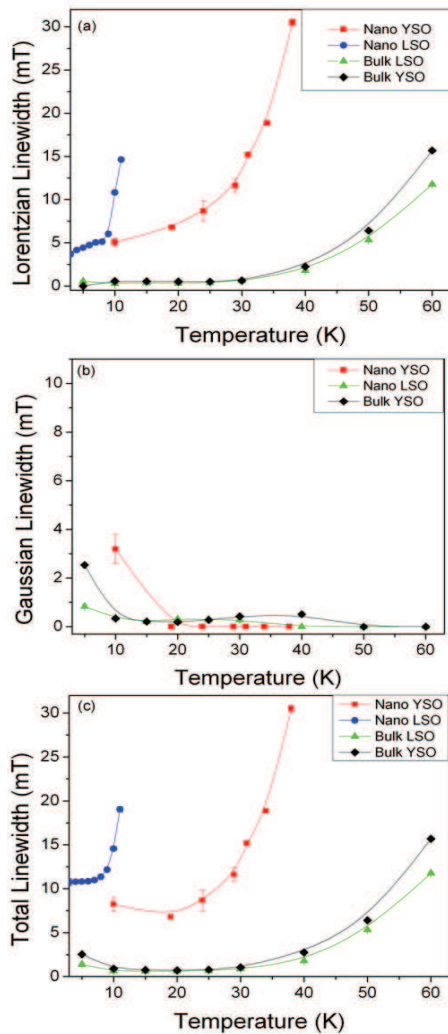 (a)
Nano YSO
Nano LSO
Bulk LSO
Bulk YSO
Lorentzian Linewidth (mT)
30
25
20
15
10
5
0
10 20 30 40 50 60
Temperature (K)
(b)
Nano YSO
Nano LSO
Bulk YSO
Gaussian Linewidth (mT)
10
8
6
4
2
0
10 20 30 40 50 60
Temperature (K)
(c)
Nano YSO
Nano LSO
Bulk LSO
Bulk YSO
Total Linewidth (mT)
30
25
20
15
10
5
0
10 20 30 40 50 60
Temperature (K)